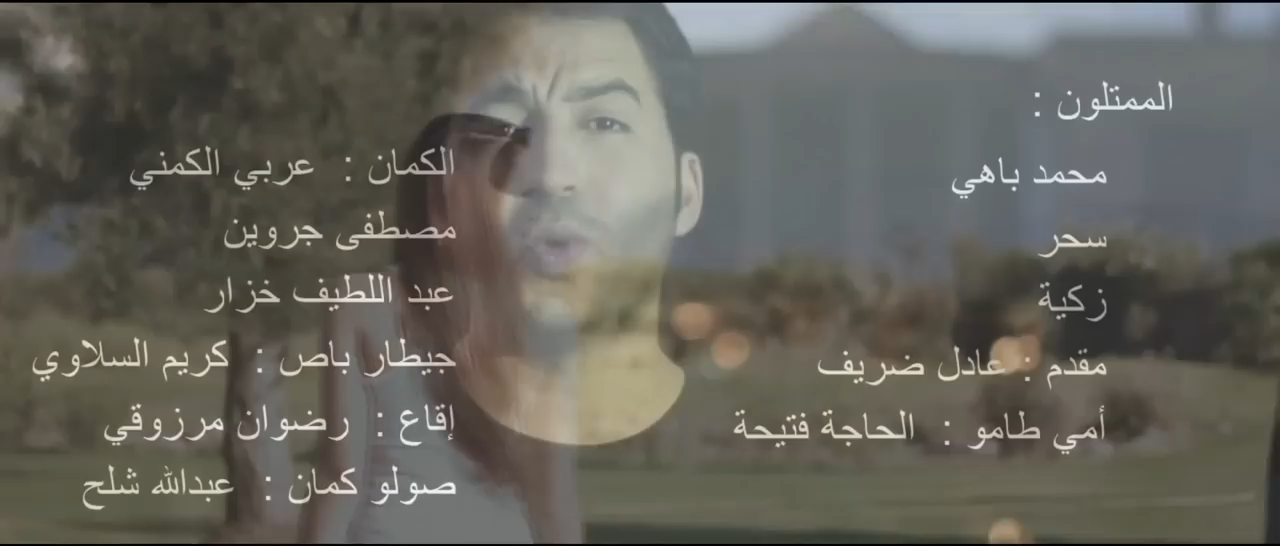 الممتلون :
محمد باهي
سحر
زكية
مقدم : عادل ضريف
أمي طامو : الحاجة فتيحة
الكمان : عربي الكمني
مصطفى جروين
عبد اللطيف خزار
جيطار باص : كريم السلاوي
إقاع : رضوان مرزوقي
صولو كمان : عبدالله شلح